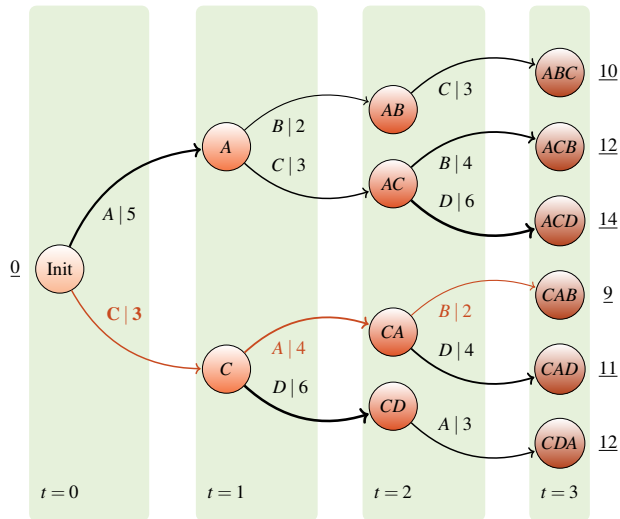 ABC 10
C | 3
AB
B | 2
A
ACB 12
C | 3
B | 4
AC
D | 6
A | 5
ACD 14
0 Init
CAB 9
C | 3
B | 2
CA
A | 4
D | 4
C
CAD 11
D | 6
CD
A | 3
CDA 12
t = 0 t = 1 t = 2 t = 3